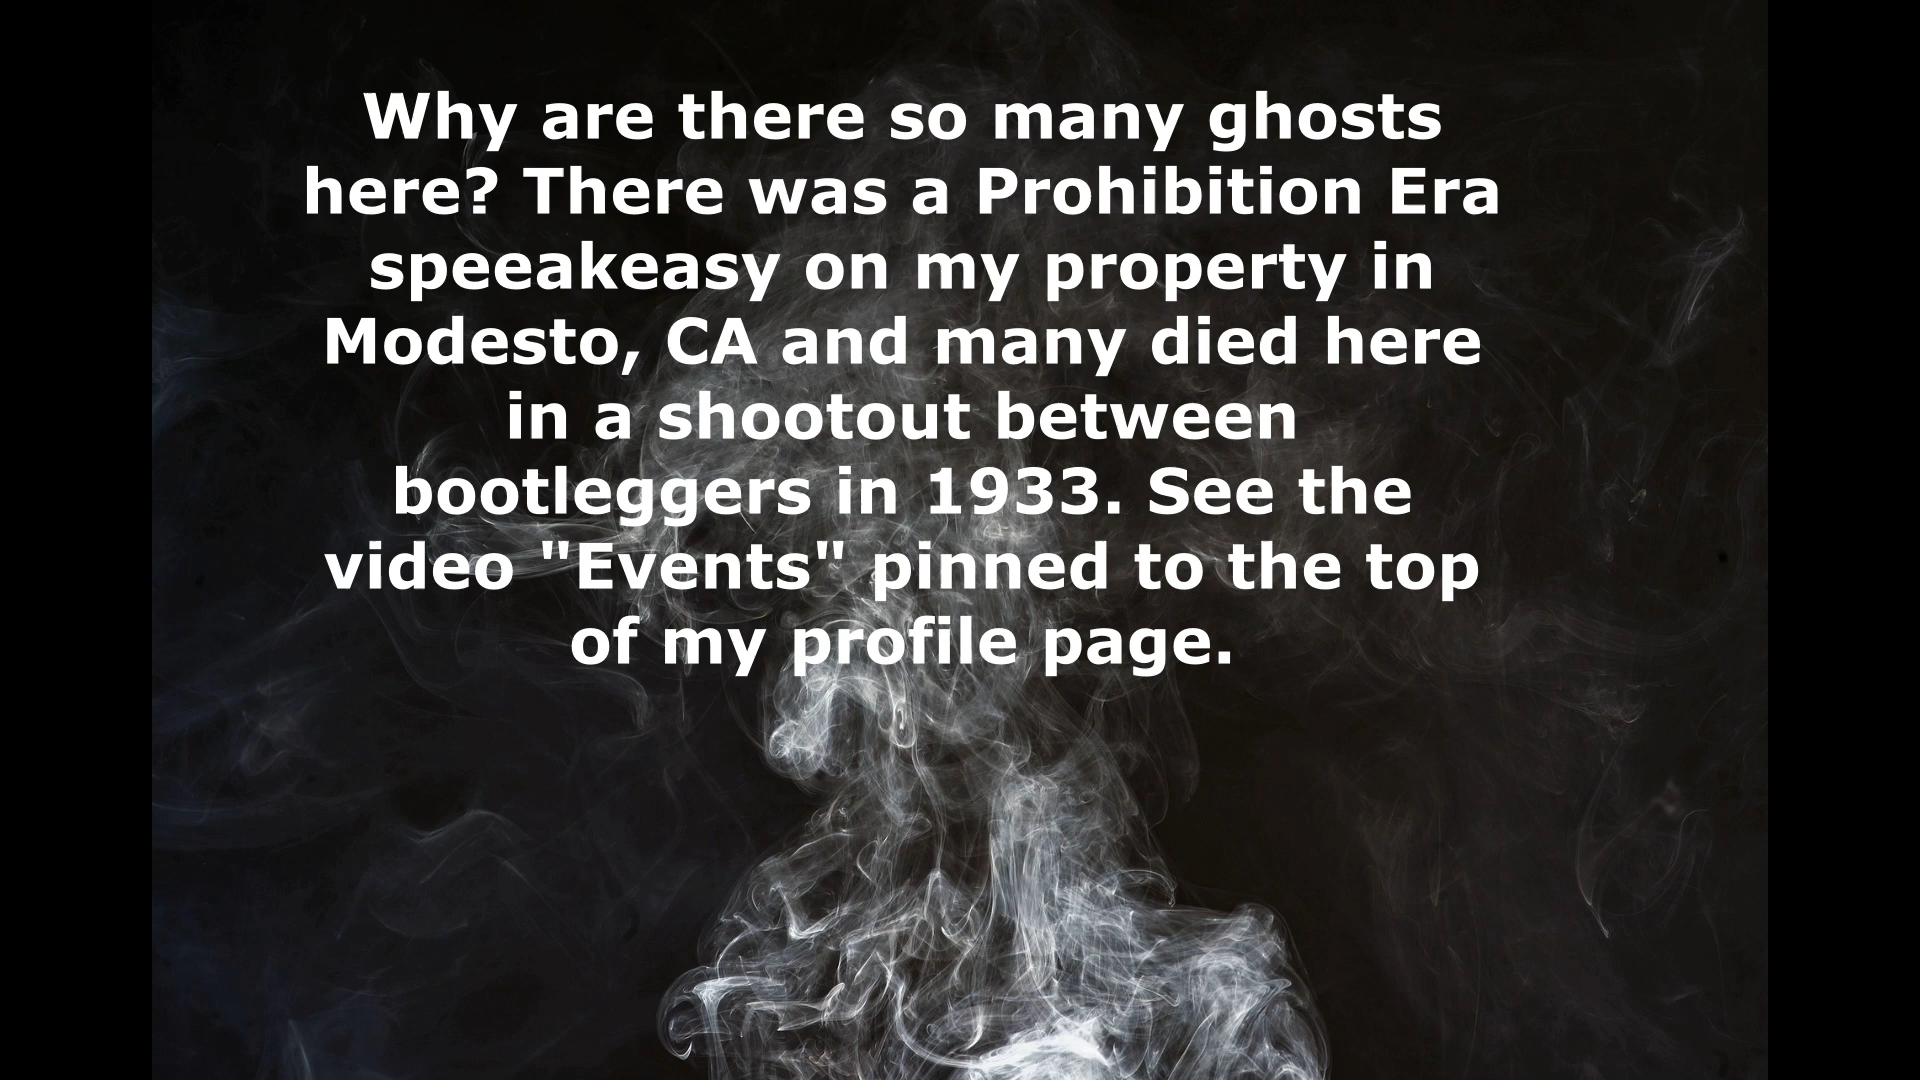 Why are there so many ghosts
here? There was a Prohibition Era
speeakeasy on my property in
Modesto, CA and many died here
in a shootout between
bootleggers in 1933. See the
video "Events" pinned to the top
of my profile page.